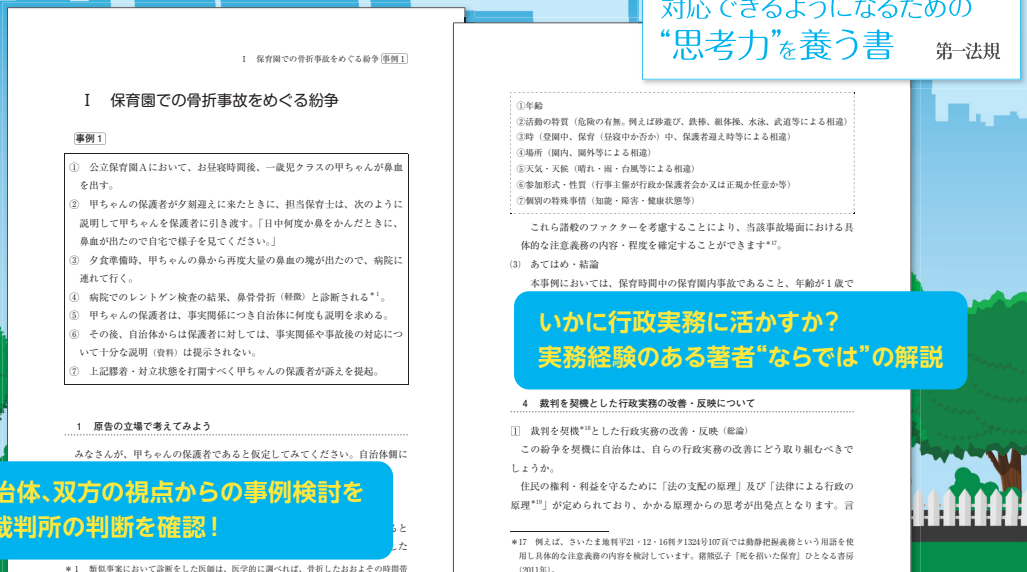 対応できるようになるための
“思考力”を養う書　第一法規
Ⅰ　保育園での骨折事故をめぐる紛争 事例1
Ⅰ　保育園での骨折事故をめぐる紛争
事例1
①　公立保育園Aにおいて、お昼寝時間後、一歳児クラスの甲ちゃんが鼻血
を出す。
②　甲ちゃんの保護者が夕刻迎えに来たときに、担当保育士は、次のように
説明して甲ちゃんを保護者に引き渡す。「日中何度か鼻をかんだときに、
鼻血が出たので自宅で様子を見てください。」
③　夕食準備時、甲ちゃんの鼻から再度大量の鼻血の塊が出たので、病院に
連れて行く。
④　病院でのレントゲン検査の結果、鼻骨骨折（軽微）と診断される＊1。
⑤　甲ちゃんの保護者は、事実関係につき自治体に何度も説明を求める。
⑥　その後、自治体からは保護者に対しては、事実関係や事故後の対応につ
いて十分な説明（資料）は提示されない。
⑦　上記膠着・対立状態を打開すべく甲ちゃんの保護者が訴えを提起。
1　原告の立場で考えてみよう
みなさんが、甲ちゃんの保護者であると仮定してみてください。自治体側に
治体、双方の視点からの事例検討を
裁判所の判断を確認！
ると
した
＊1　類似事案において診断をした医師は、医学的に調べれば、骨折したおおよその時間帯
①年齢
②活動の特質（危険の有無。例えば砂遊び、鉄棒、組体操、水泳、武道等による相違）
③時（登園中、保育（昼寝中か否か）中、保護者迎え時等による相違）
④場所（園内、園外等による相違）
⑤天気・天候（晴れ・雨・台風等による相違）
⑥参加形式・性質（行事主催が行政か保護者会か又は正規か任意か等）
⑦個別の特殊事情（知能・障害・健康状態等）
これら諸般のファクターを考慮することにより、当該事故場面における具
体的な注意義務の内容・程度を確定することができます＊17。
(3)　あてはめ・結論
本事例においては、保育時間中の保育園内事故であること、年齢が1歳で
いかに行政実務に活かすか？
実務経験のある著者“ならでは”の解説
4　裁判を契機とした行政実務の改善・反映について
1　裁判を契機＊18とした行政実務の改善・反映（総論）
この紛争を契機に自治体は、自らの行政実務の改善にどう取り組むべきで
しょうか。
住民の権利・利益を守るために「法の支配の原理」及び「法律による行政の
原理＊19」が定められており、かかる原理からの思考が出発点となります。言
＊17　例えば、さいたま地判平21・12・16判タ1324号107頁では動静把握義務という用語を使
用し具体的な注意義務の内容を検討しています。猪熊弘子『死を招いた保育』ひとなる書房
（2011年）。